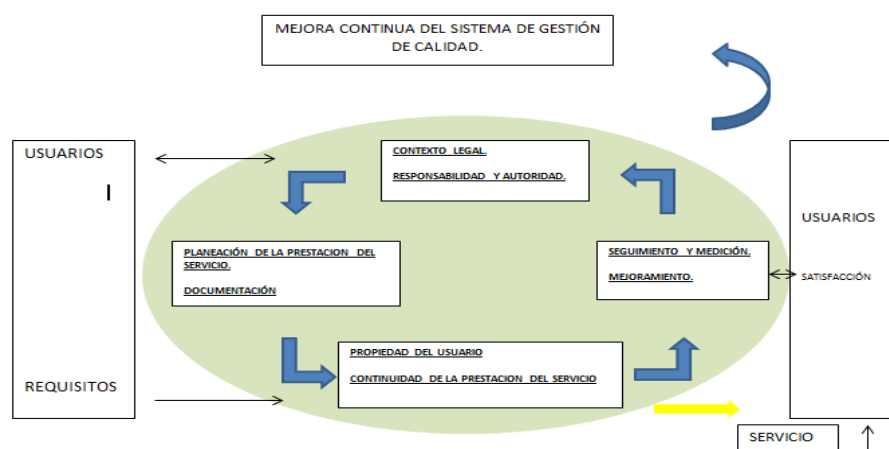 MEJORA CONTINUA DEL SISTEMA DE GESTIÓN
DE CALIDAD.
USUARIOS
CONTEXTO LEGAL.
RESPONSABILIDAD Y AUTORIDAD.
PLANEACIÓN DE LA PRESTACION DEL
SERVICIO.
DOCUMENTACIÓN
SEGUIMIENTO Y MEDICIÓN.
MEJORAMIENTO.
USUARIOS
SATISFACCIÓN
PROPIEDAD DEL USUARIO
CONTINUIDAD DE LA PRESTACION DEL SERVICIO
REQUISITOS
SERVICIO